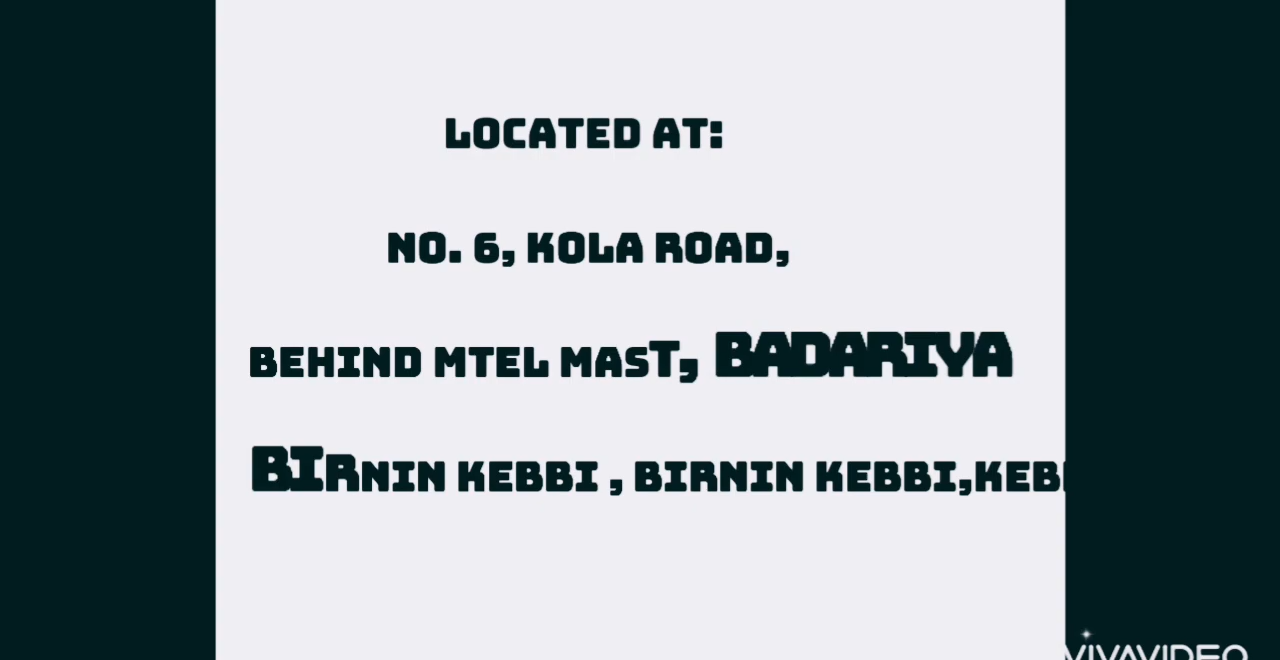 LOCATED AT:
NO. 6, KOLA ROAD,
BEHIND MTEL MAST, BADARIYA
BIRNIN KEBBI , BIRNIN KEBBI,
VIVAVIDEO